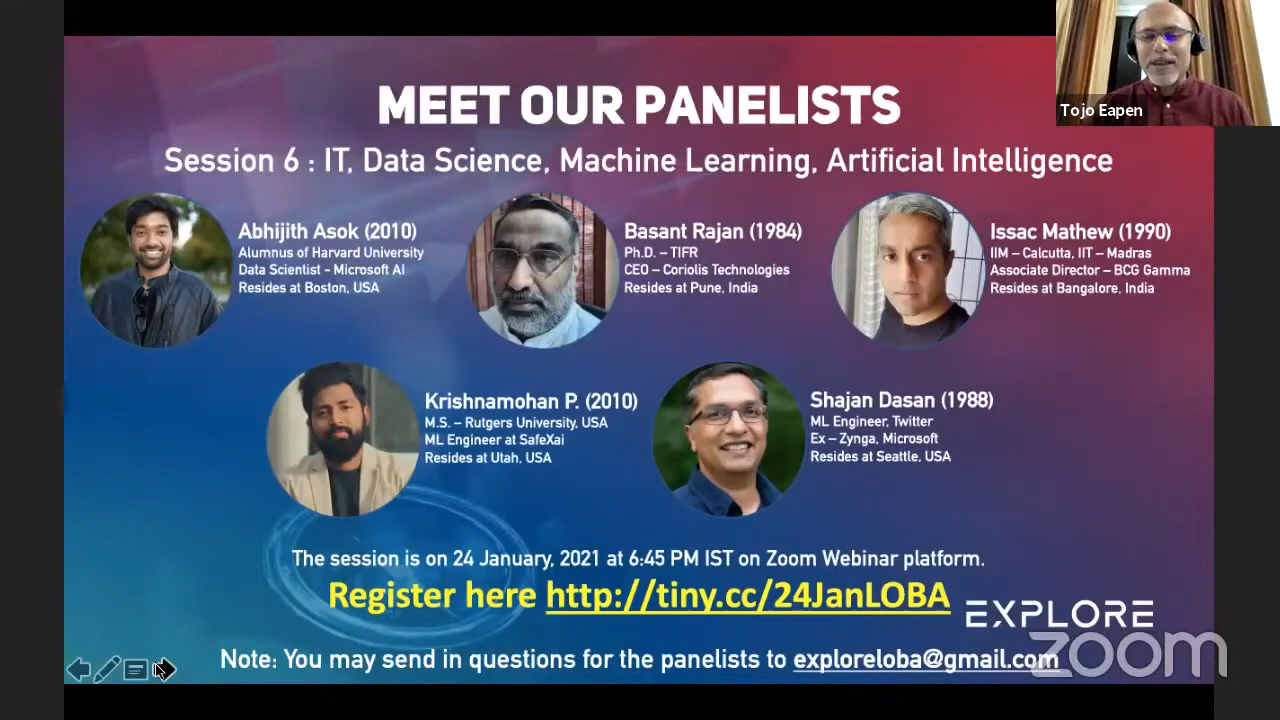 Tojo Eapen
MEET OUR PANELISTS
Session 6 : IT, Data Science, Machine Learning, Artificial Intelligence
Abhijith Asok (2010)
Alumnus of Harvard University
Data Scientist - Microsoft AI
Resides at Boston, USA
Basant Rajan (1984)
Ph.D. – TIFR
CEO – Coriolis Technologies
Resides at Pune, India
Issac Mathew (1990)
IIM – Calcutta, IIT – Madras
Associate Director – BCG Gamma
Resides at Bangalore, India
Krishnamohan P. (2010)
M.S. – Rutgers University, USA
ML Engineer at SafeXai
Resides at Utah, USA
Shajan Dasan (1988)
ML Engineer, Twitter
Ex – Zynga, Microsoft
Resides at Seattle, USA
The session is on 24 January, 2021 at 6:45 PM IST on Zoom Webinar platform.
Register here http://tiny.cc/24JanLOBA
EXPLORE
zoom
Note: You may send in questions for the panelists to exploreloba@gmail.com